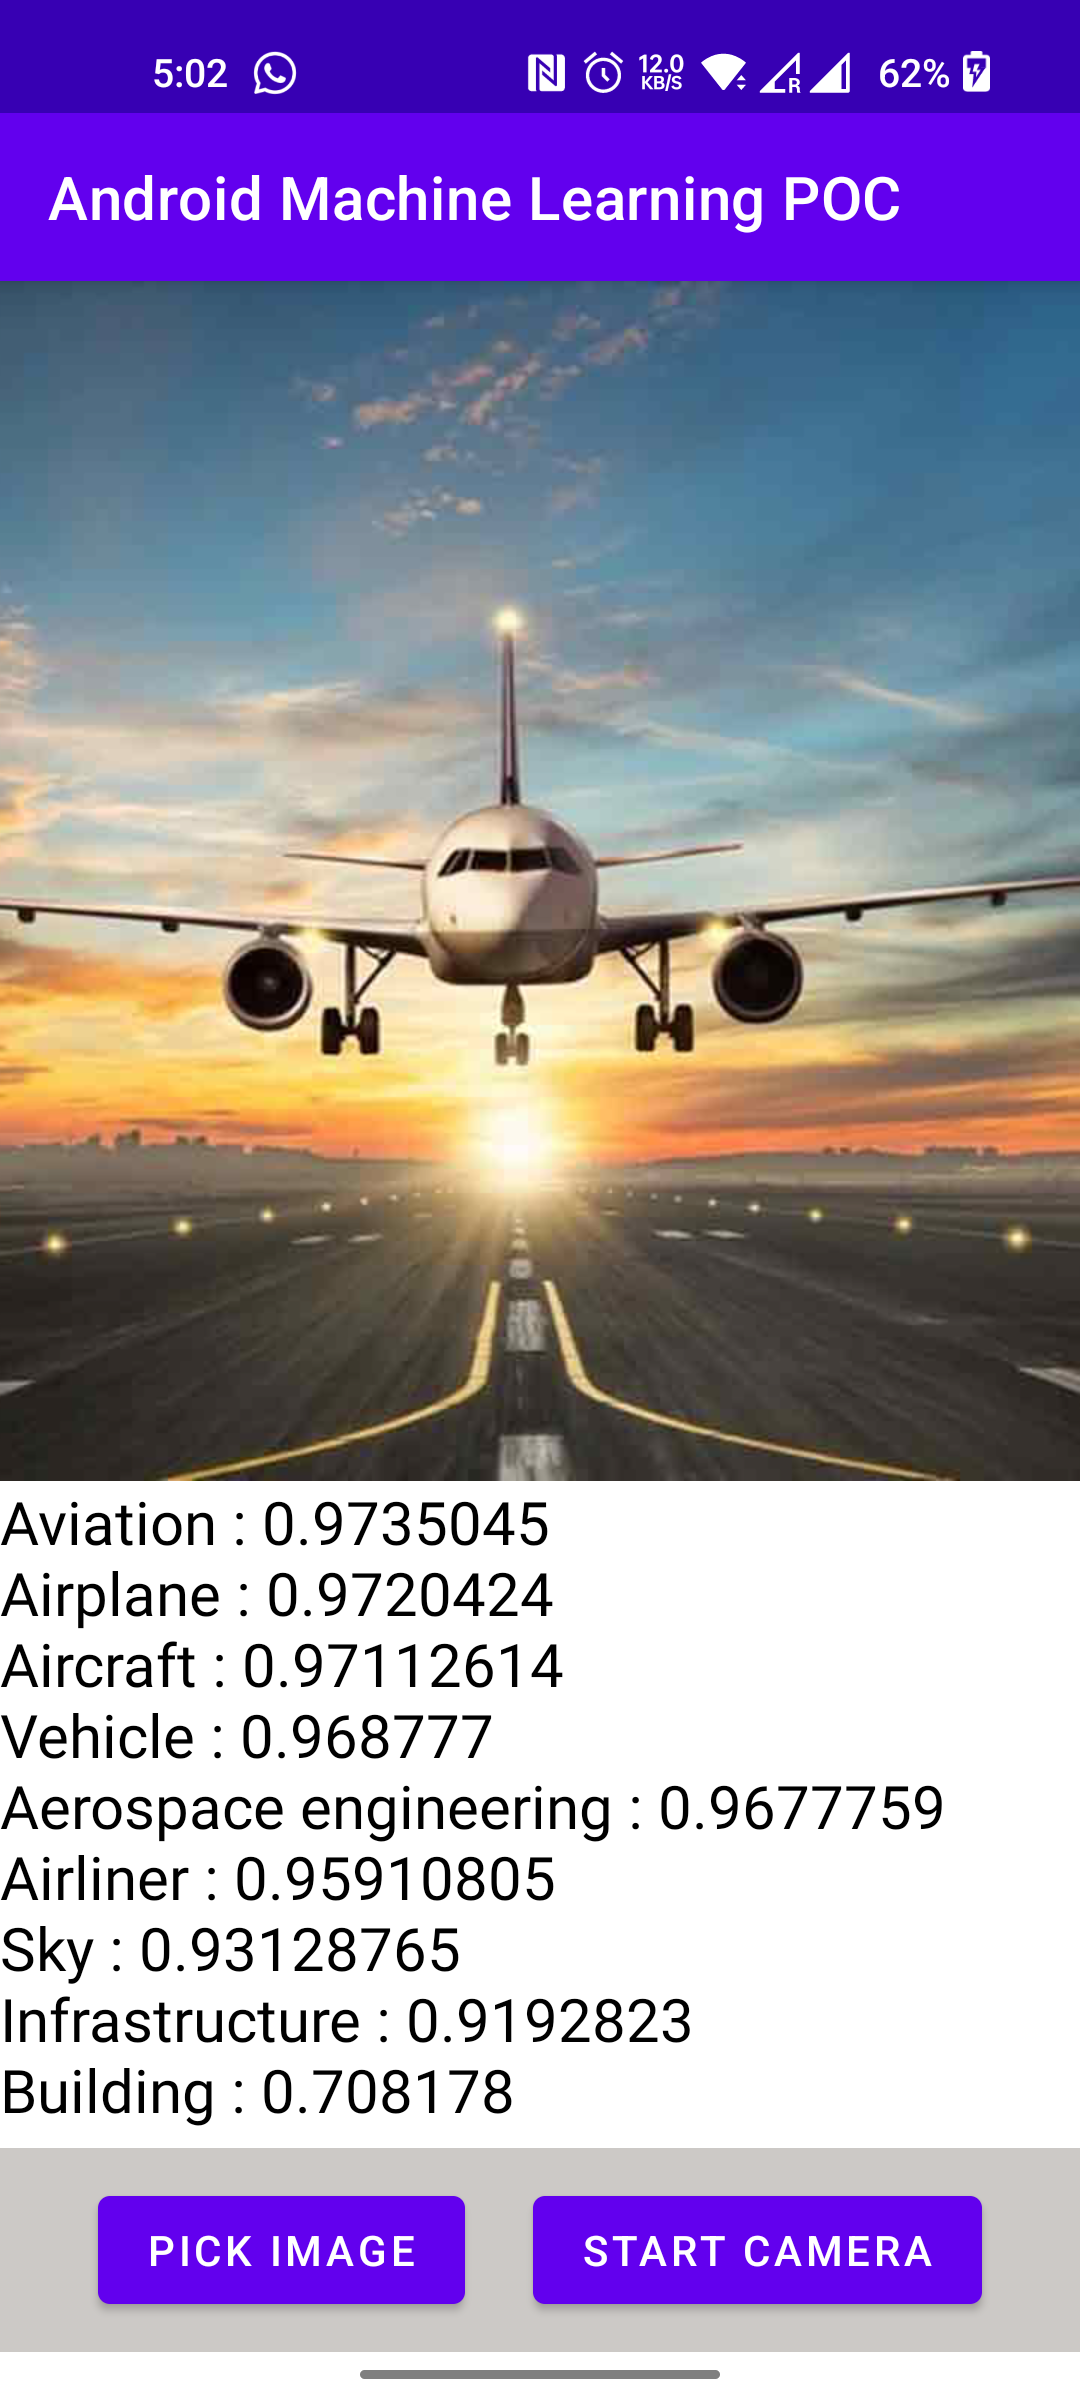 5:02 12.0 KB/S R 62%
Android Machine Learning POC
Aviation : 0.9735045
Airplane : 0.9720424
Aircraft : 0.97112614
Vehicle : 0.968777
Aerospace engineering : 0.9677759
Airliner : 0.95910805
Sky : 0.93128765
Infrastructure : 0.9192823
Building : 0.708178
PICK IMAGE START CAMERA